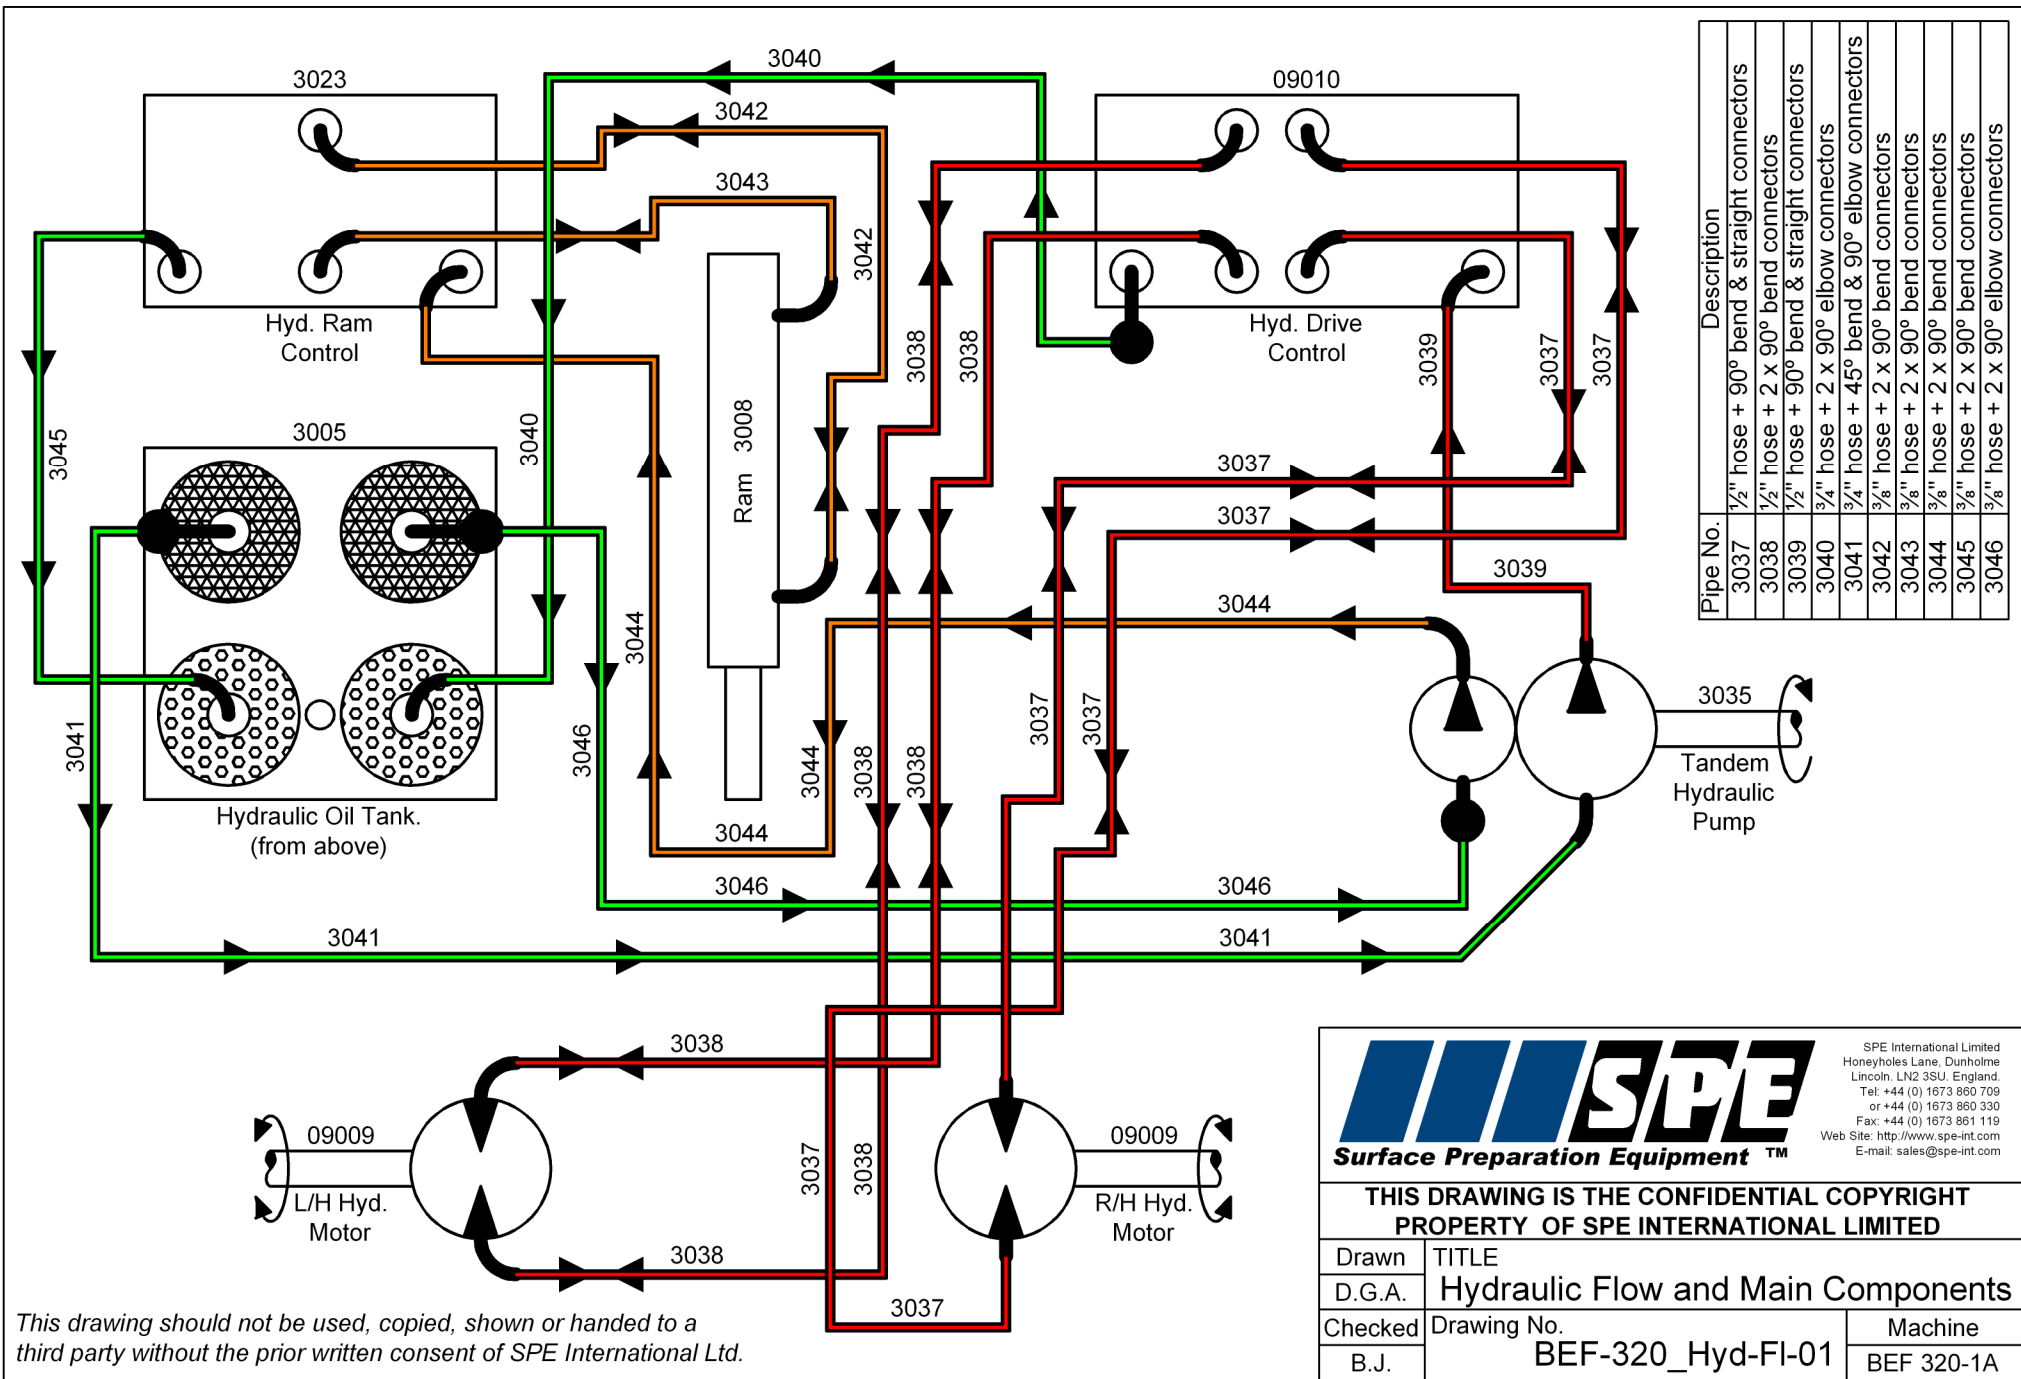 3040
3023
09010
3042
3043
3042
Hyd. Ram
Control
Hyd. Drive
Control
3038
3038
3039
3037
3037
3045
3005
3040
Ram 3008
3037
3037
3039
3044
3044
3041
3046
3044
3038
3038
3037
3037
3035
Tandem
Hydraulic
Pump
Hydraulic Oil Tank.
(from above)
3044
3046
3046
3041
3041
3038
09009
L/H Hyd.
Motor
3037
3038
09009
R/H Hyd.
Motor
3038
3037
Pipe No. Description
3037 ½" hose + 90º bend & straight connectors
3038 ½" hose + 2 x 90º bend connectors
3039 ½" hose + 90º bend & straight connectors
3040 ¾" hose + 2 x 90º elbow connectors
3041 ¾" hose + 45º bend & 90º elbow connectors
3042 ⅜" hose + 2 x 90º bend connectors
3043 ⅜" hose + 2 x 90º bend connectors
3044 ⅜" hose + 2 x 90º bend connectors
3045 ⅜" hose + 2 x 90º bend connectors
3046 ⅜" hose + 2 x 90º elbow connectors
SPE
Surface Preparation Equipment ™
SPE International Limited
Honeyholes Lane, Dunholme
Lincoln. LN2 3SU. England.
Tel: +44 (0) 1673 860 709
or +44 (0) 1673 860 330
Fax: +44 (0) 1673 861 119
Web Site: http://www.spe-int.com
E-mail: sales@spe-int.com
THIS DRAWING IS THE CONFIDENTIAL COPYRIGHT
PROPERTY OF SPE INTERNATIONAL LIMITED
Drawn
D.G.A.
TITLE
Hydraulic Flow and Main Components
Checked
B.J.
Drawing No.
BEF-320_Hyd-Fl-01
Machine
BEF 320-1A
This drawing should not be used, copied, shown or handed to a
third party without the prior written consent of SPE International Ltd.